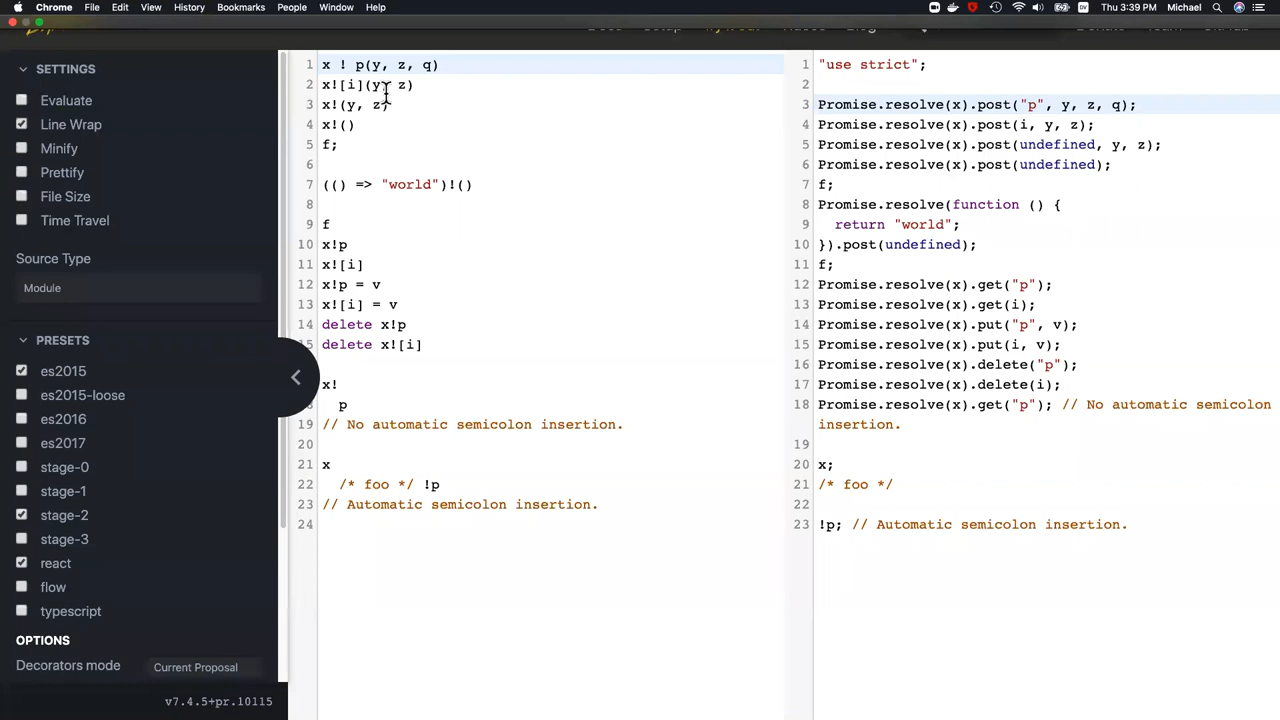 Chrome File Edit View History Bookmarks People Window Help Thu 3:39 PM Michael
SETTINGS
Evaluate
Line Wrap
Minify
Prettify
File Size
Time Travel
Source Type
Module
PRESETS
es2015
es2015-loose
es2016
es2017
stage-0
stage-1
stage-2
stage-3
react
flow
typescript
OPTIONS
Decorators mode Current Proposal
v7.4.5+pr.10115
1 x ! p(y, z, q)
2 x![i](y, z)
3 x!(y, z)
4 x!()
5 f;
6
7 (() => "world")!()
8
9 f
10 x!p
11 x![i]
12 x!p = v
13 x![i] = v
14 delete x!p
15 delete x![i]
x!
p
19 // No automatic semicolon insertion.
20
21 x
22 /* foo */ !p
23 // Automatic semicolon insertion.
24
1 "use strict";
2
3 Promise.resolve(x).post("p", y, z, q);
4 Promise.resolve(x).post(i, y, z);
5 Promise.resolve(x).post(undefined, y, z);
6 Promise.resolve(x).post(undefined);
7 f;
8 Promise.resolve(function () {
9 return "world";
10 }).post(undefined);
11 f;
12 Promise.resolve(x).get("p");
13 Promise.resolve(x).get(i);
14 Promise.resolve(x).put("p", v);
15 Promise.resolve(x).put(i, v);
16 Promise.resolve(x).delete("p");
17 Promise.resolve(x).delete(i);
18 Promise.resolve(x).get("p"); // No automatic semicolon
insertion.
19
20 x;
21 /* foo */
22
23 !p; // Automatic semicolon insertion.